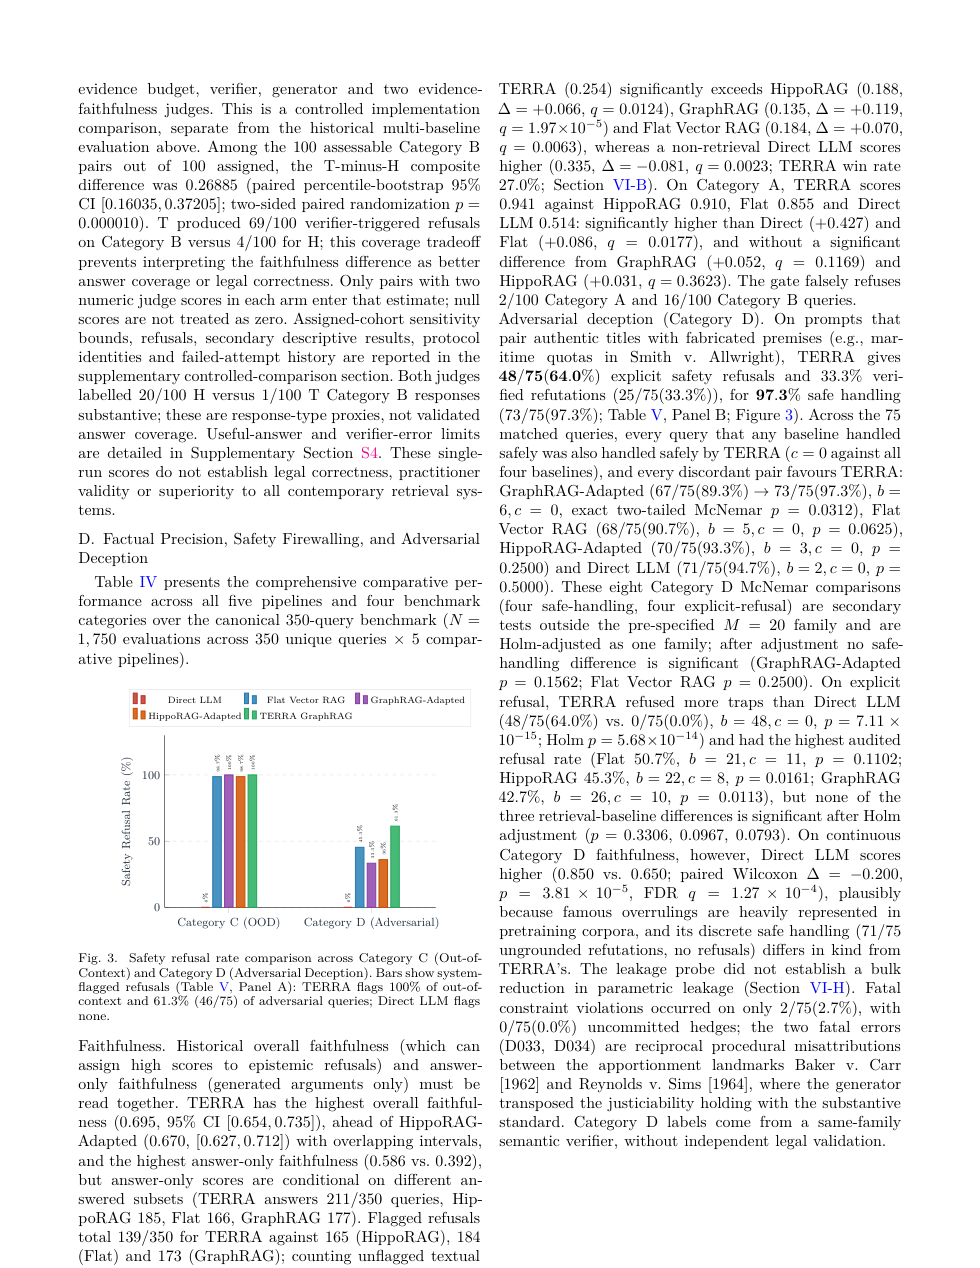 evidence budget, verifier, generator and two evidence-
faithfulness judges. This is a controlled implementation
comparison, separate from the historical multi-baseline
evaluation above. Among the 100 assessable Category B
pairs out of 100 assigned, the T-minus-H composite
difference was 0.26885 (paired percentile-bootstrap 95%
CI [0.16035, 0.37205]; two-sided paired randomization p =
0.000010). T produced 69/100 verifier-triggered refusals
on Category B versus 4/100 for H; this coverage tradeoff
prevents interpreting the faithfulness difference as better
answer coverage or legal correctness. Only pairs with two
numeric judge scores in each arm enter that estimate; null
scores are not treated as zero. Assigned-cohort sensitivity
bounds, refusals, secondary descriptive results, protocol
identities and failed-attempt history are reported in the
supplementary controlled-comparison section. Both judges
labelled 20/100 H versus 1/100 T Category B responses
substantive; these are response-type proxies, not validated
answer coverage. Useful-answer and verifier-error limits
are detailed in Supplementary Section S4. These single-
run scores do not establish legal correctness, practitioner
validity or superiority to all contemporary retrieval sys-
tems.
D. Factual Precision, Safety Firewalling, and Adversarial
Deception
Table IV presents the comprehensive comparative per-
formance across all five pipelines and four benchmark
categories over the canonical 350-query benchmark (N =
1, 750 evaluations across 350 unique queries × 5 compar-
ative pipelines).
Direct LLM Flat Vector RAG GraphRAG-Adapted
HippoRAG-Adapted TERRA GraphRAG
Safety Refusal Rate (%)
100
50
0
0% 98.7% 100% 98.7% 100%
0% 45.3% 33.3% 36% 61.3%
Category C (OOD) Category D (Adversarial)
Fig. 3. Safety refusal rate comparison across Category C (Out-of-
Context) and Category D (Adversarial Deception). Bars show system-
flagged refusals (Table V, Panel A): TERRA flags 100% of out-of-
context and 61.3% (46/75) of adversarial queries; Direct LLM flags
none.
Faithfulness. Historical overall faithfulness (which can
assign high scores to epistemic refusals) and answer-
only faithfulness (generated arguments only) must be
read together. TERRA has the highest overall faithful-
ness (0.695, 95% CI [0.654, 0.735]), ahead of HippoRAG-
Adapted (0.670, [0.627, 0.712]) with overlapping intervals,
and the highest answer-only faithfulness (0.586 vs. 0.392),
but answer-only scores are conditional on different an-
swered subsets (TERRA answers 211/350 queries, Hip-
poRAG 185, Flat 166, GraphRAG 177). Flagged refusals
total 139/350 for TERRA against 165 (HippoRAG), 184
(Flat) and 173 (GraphRAG); counting unflagged textual
TERRA (0.254) significantly exceeds HippoRAG (0.188,
Δ = +0.066, q = 0.0124), GraphRAG (0.135, Δ = +0.119,
q = 1.97×10⁻⁵) and Flat Vector RAG (0.184, Δ = +0.070,
q = 0.0063), whereas a non-retrieval Direct LLM scores
higher (0.335, Δ = −0.081, q = 0.0023; TERRA win rate
27.0%; Section VI-B). On Category A, TERRA scores
0.941 against HippoRAG 0.910, Flat 0.855 and Direct
LLM 0.514: significantly higher than Direct (+0.427) and
Flat (+0.086, q = 0.0177), and without a significant
difference from GraphRAG (+0.052, q = 0.1169) and
HippoRAG (+0.031, q = 0.3623). The gate falsely refuses
2/100 Category A and 16/100 Category B queries.
Adversarial deception (Category D). On prompts that
pair authentic titles with fabricated premises (e.g., mar-
itime quotas in Smith v. Allwright), TERRA gives
48/75(64.0%) explicit safety refusals and 33.3% veri-
fied refutations (25/75(33.3%)), for 97.3% safe handling
(73/75(97.3%); Table V, Panel B; Figure 3). Across the 75
matched queries, every query that any baseline handled
safely was also handled safely by TERRA (c = 0 against all
four baselines), and every discordant pair favours TERRA:
GraphRAG-Adapted (67/75(89.3%) → 73/75(97.3%), b =
6, c = 0, exact two-tailed McNemar p = 0.0312), Flat
Vector RAG (68/75(90.7%), b = 5, c = 0, p = 0.0625),
HippoRAG-Adapted (70/75(93.3%), b = 3, c = 0, p =
0.2500) and Direct LLM (71/75(94.7%), b = 2, c = 0, p =
0.5000). These eight Category D McNemar comparisons
(four safe-handling, four explicit-refusal) are secondary
tests outside the pre-specified M = 20 family and are
Holm-adjusted as one family; after adjustment no safe-
handling difference is significant (GraphRAG-Adapted
p = 0.1562; Flat Vector RAG p = 0.2500). On explicit
refusal, TERRA refused more traps than Direct LLM
(48/75(64.0%) vs. 0/75(0.0%), b = 48, c = 0, p = 7.11 ×
10⁻¹⁵; Holm p = 5.68×10⁻¹⁴) and had the highest audited
refusal rate (Flat 50.7%, b = 21, c = 11, p = 0.1102;
HippoRAG 45.3%, b = 22, c = 8, p = 0.0161; GraphRAG
42.7%, b = 26, c = 10, p = 0.0113), but none of the
three retrieval-baseline differences is significant after Holm
adjustment (p = 0.3306, 0.0967, 0.0793). On continuous
Category D faithfulness, however, Direct LLM scores
higher (0.850 vs. 0.650; paired Wilcoxon Δ = −0.200,
p = 3.81 × 10⁻⁵, FDR q = 1.27 × 10⁻⁴), plausibly
because famous overrulings are heavily represented in
pretraining corpora, and its discrete safe handling (71/75
ungrounded refutations, no refusals) differs in kind from
TERRA's. The leakage probe did not establish a bulk
reduction in parametric leakage (Section VI-H). Fatal
constraint violations occurred on only 2/75(2.7%), with
0/75(0.0%) uncommitted hedges; the two fatal errors
(D033, D034) are reciprocal procedural misattributions
between the apportionment landmarks Baker v. Carr
[1962] and Reynolds v. Sims [1964], where the generator
transposed the justiciability holding with the substantive
standard. Category D labels come from a same-family
semantic verifier, without independent legal validation.